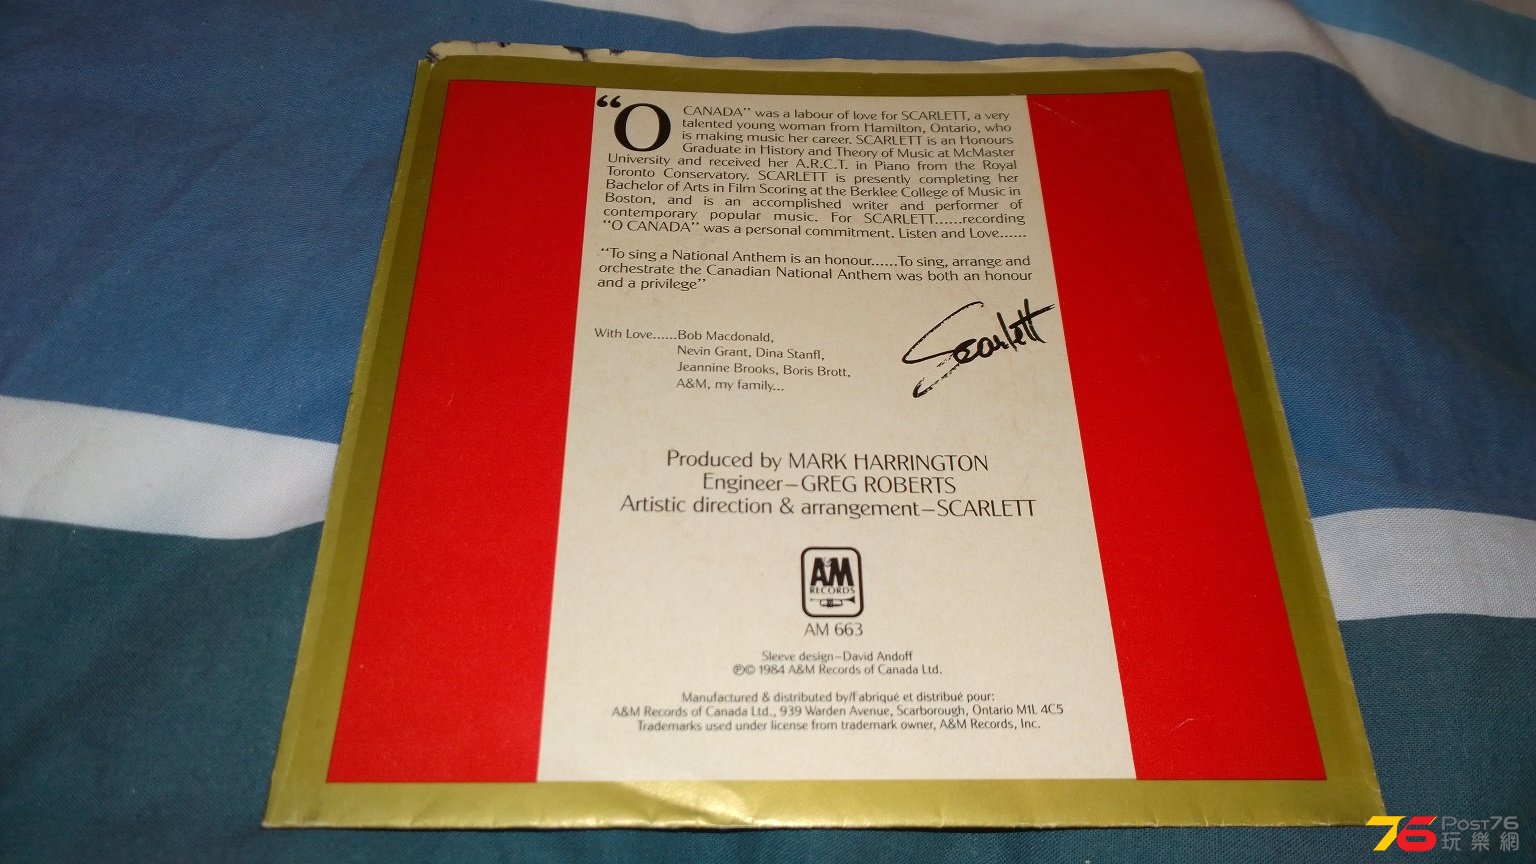 “O CANADA” was a labour of love for SCARLETT, a very
talented young woman from Hamilton, Ontario, who
is making music her career. SCARLETT is an Honours
Graduate in History and Theory of Music at McMaster
University and received her A.R.C.T. in Piano from the Royal
Toronto Conservatory. SCARLETT is presently completing her
Bachelor of Arts in Film Scoring at the Berklee College of Music in
Boston, and is an accomplished writer and performer of
contemporary popular music. For SCARLETT......recording
“O CANADA” was a personal commitment. Listen and Love......
“To sing a National Anthem is an honour......To sing, arrange and
orchestrate the Canadian National Anthem was both an honour
and a privilege”
Scarlett
With Love......Bob Macdonald,
Nevin Grant, Dina Stanfl,
Jeannine Brooks, Boris Brott,
A&M, my family...
Produced by MARK HARRINGTON
Engineer–GREG ROBERTS
Artistic direction & arrangement–SCARLETT
A&M
RECORDS
AM 663
Sleeve design–David Andoff
℗© 1984 A&M Records of Canada Ltd.
Manufactured & distributed by/Fabriqué et distribué pour:
A&M Records of Canada Ltd., 939 Warden Avenue, Scarborough, Ontario M1L 4C5
Trademarks used under license from trademark owner, A&M Records, Inc.
76 Post76
玩樂網